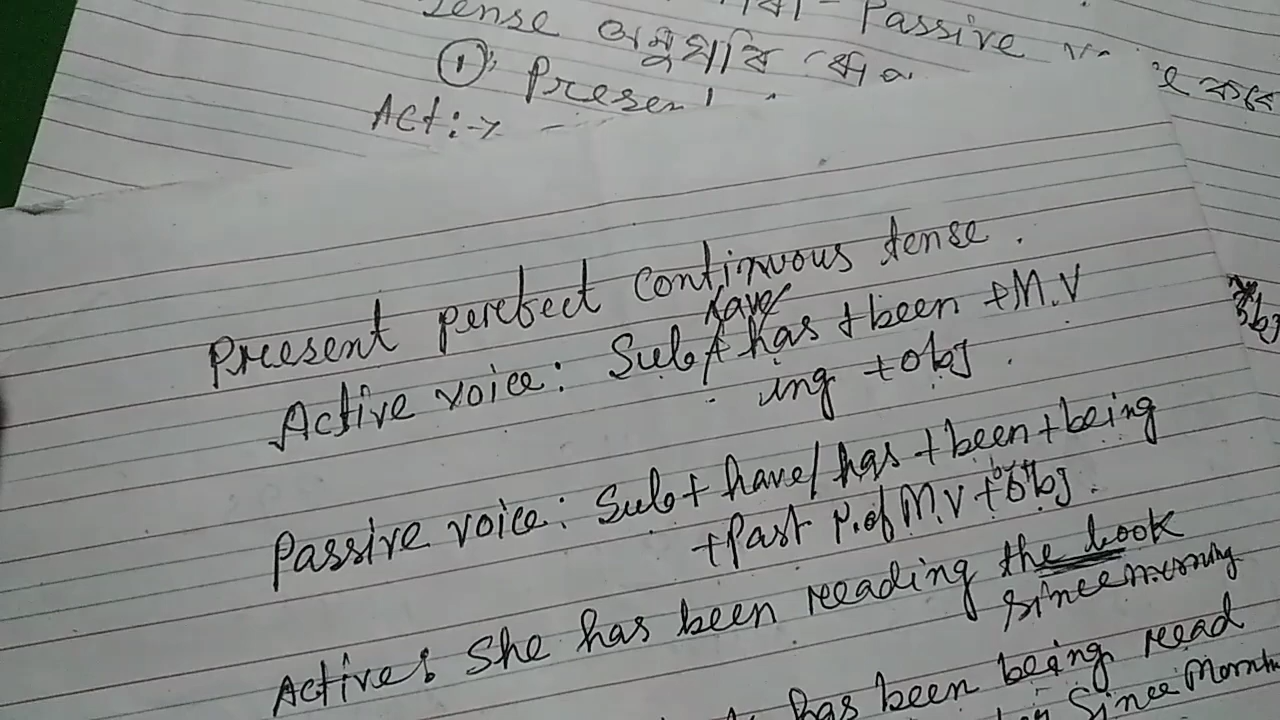 Tense অনুযায়ি
Passive
① Present
Act:→
Present perefect continuous tense.
have/
Active voice: Sub+ has + been + M.V
ing + obj.
Passive voice: Sub + have/has + been + being
+ Past P. of M.V + by + obj.
Active: She has been reading the book
since morning
has been being read
Since Morning